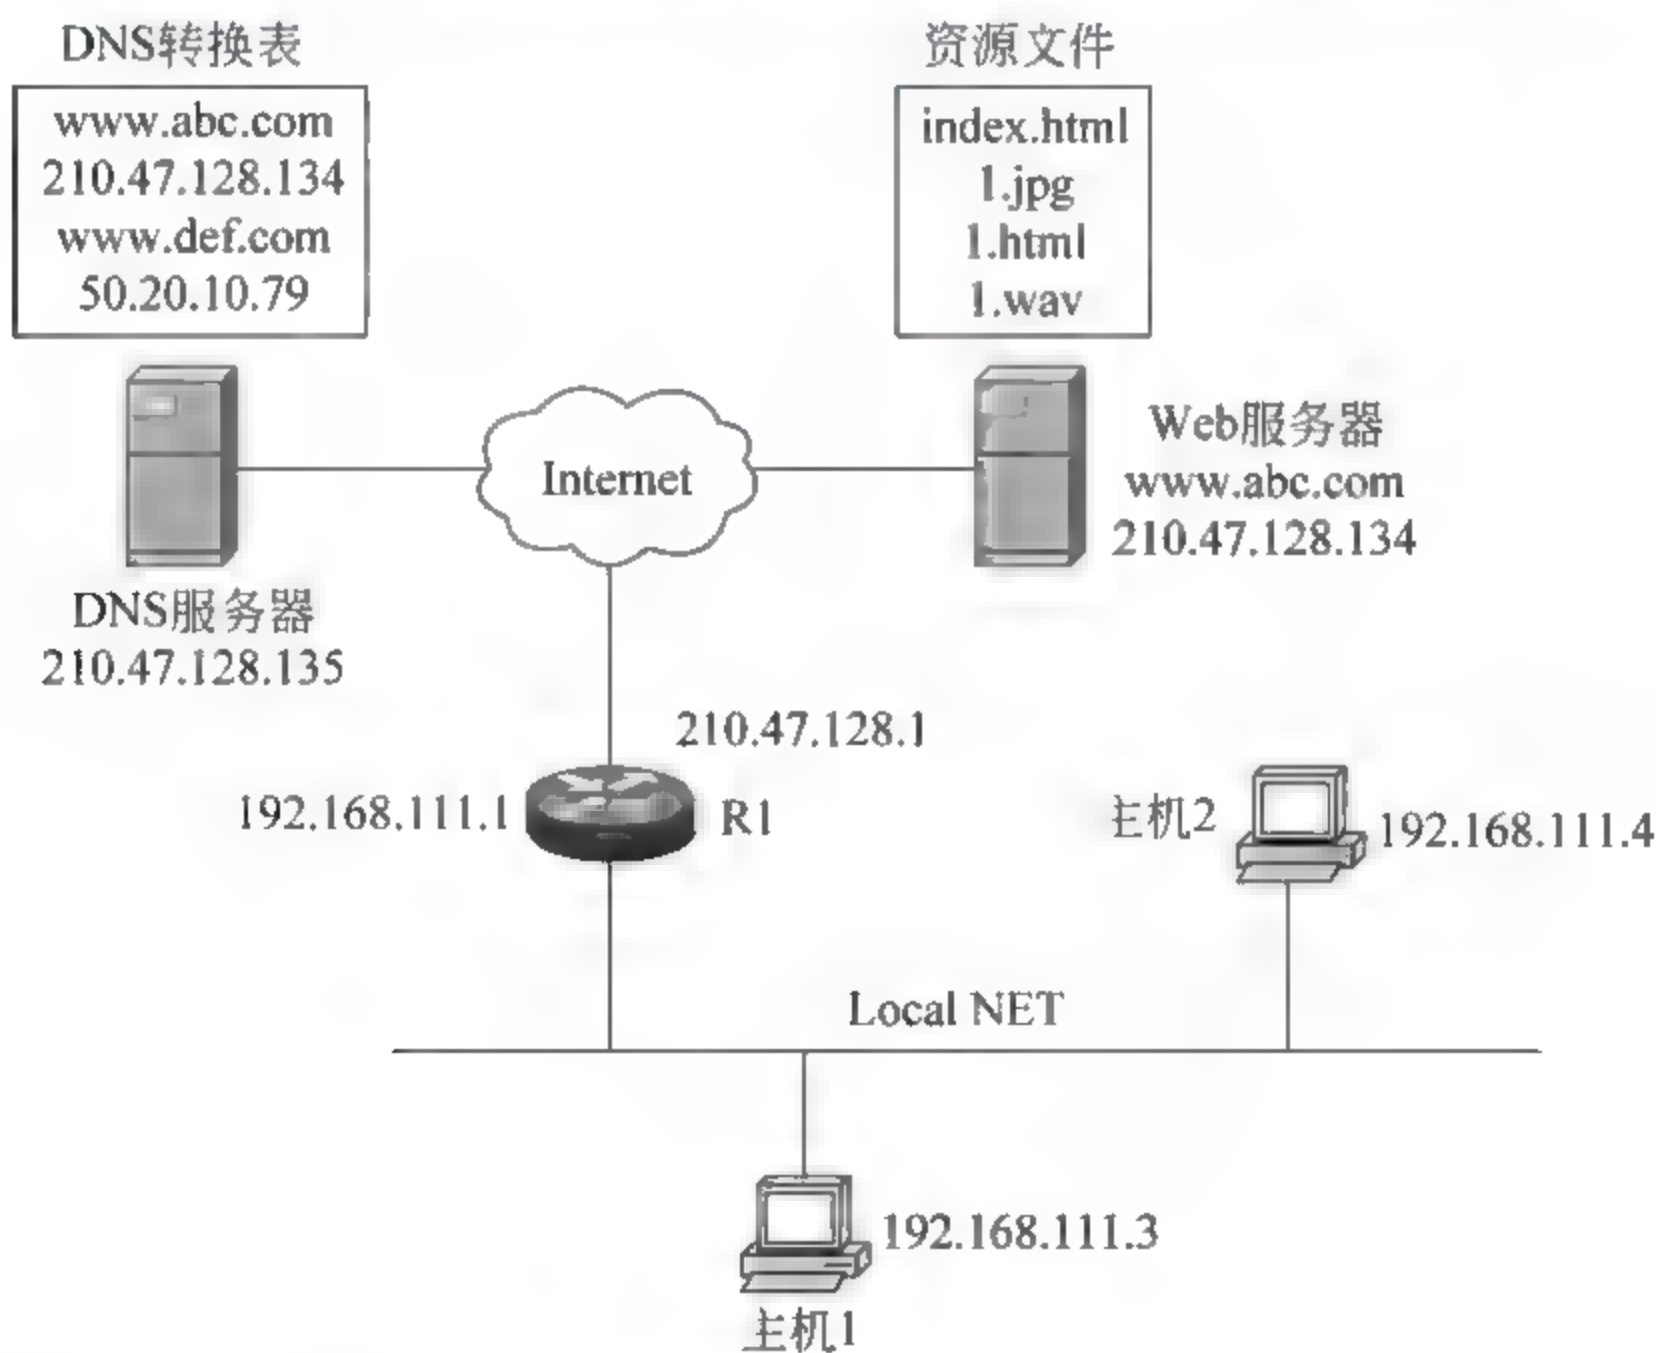 DNS转换表
www.abc.com
210.47.128.134
www.def.com
50.20.10.79
资源文件
index.html
1.jpg
1.html
1.wav
Internet
Web服务器
www.abc.com
210.47.128.134
DNS服务器
210.47.128.135
210.47.128.1
192.168.111.1
R1
主机2
192.168.111.4
Local NET
192.168.111.3
主机1